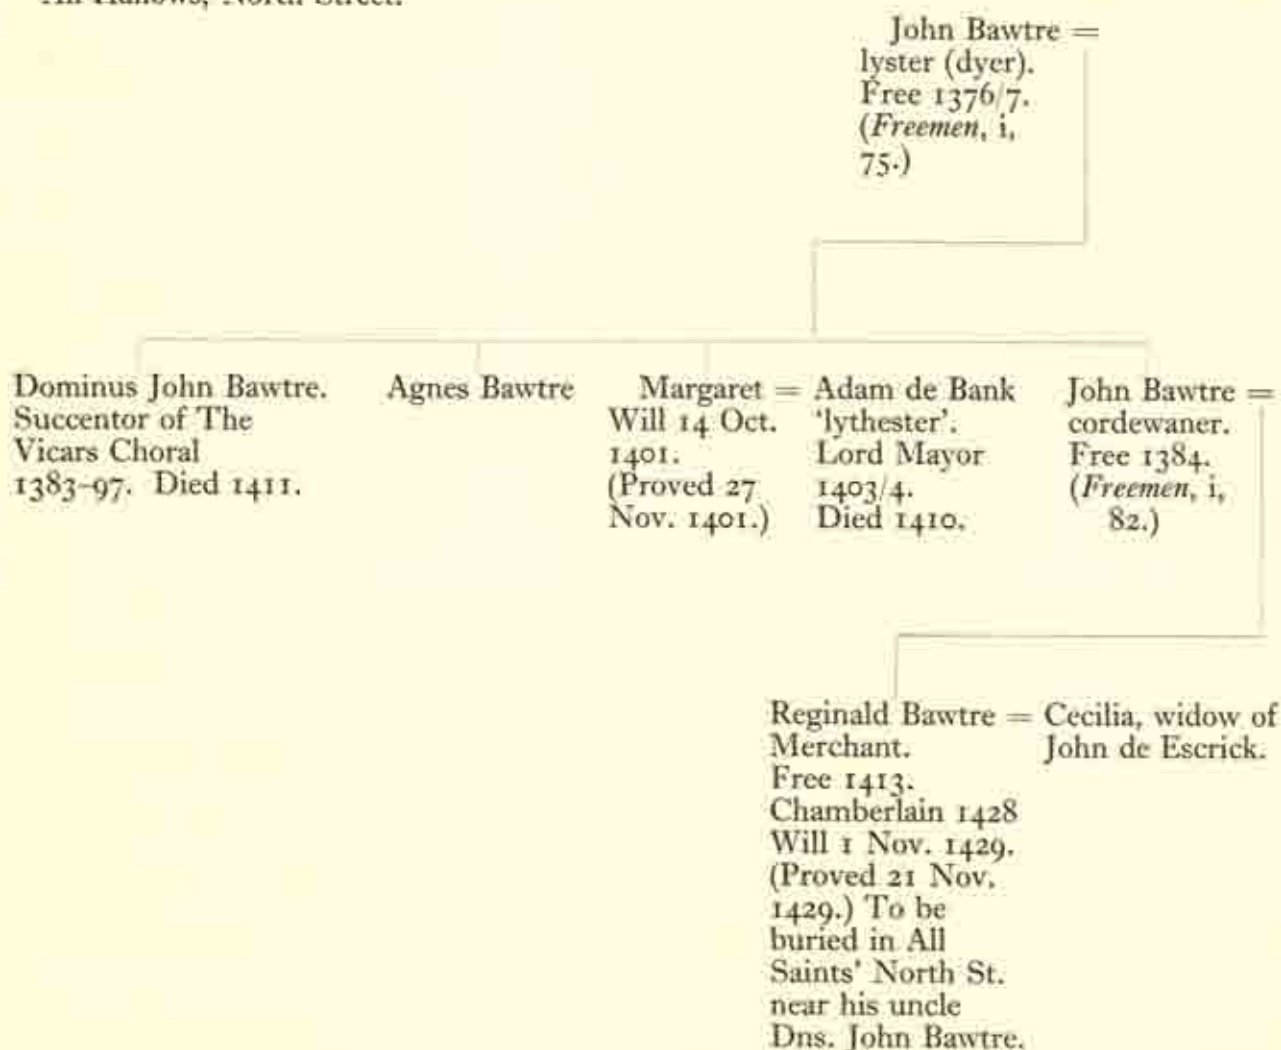 All Hallows, North Street.
John Bawtre =
lyster (dyer).
Free 1376/7.
(Freemen, i,
75.)
Dominus John Bawtre.
Succentor of The
Vicars Choral
1383-97. Died 1411.
Agnes Bawtre
Margaret =
Will 14 Oct.
1401.
(Proved 27
Nov. 1401.)
Adam de Bank
'lythester'.
Lord Mayor
1403/4.
Died 1410.
John Bawtre =
cordewaner.
Free 1384.
(Freemen, i,
82.)
Reginald Bawtre =
Merchant.
Free 1413.
Chamberlain 1428
Will 1 Nov. 1429.
(Proved 21 Nov.
1429.) To be
buried in All
Saints' North St.
near his uncle
Dns. John Bawtre.
Cecilia, widow of
John de Escrick.